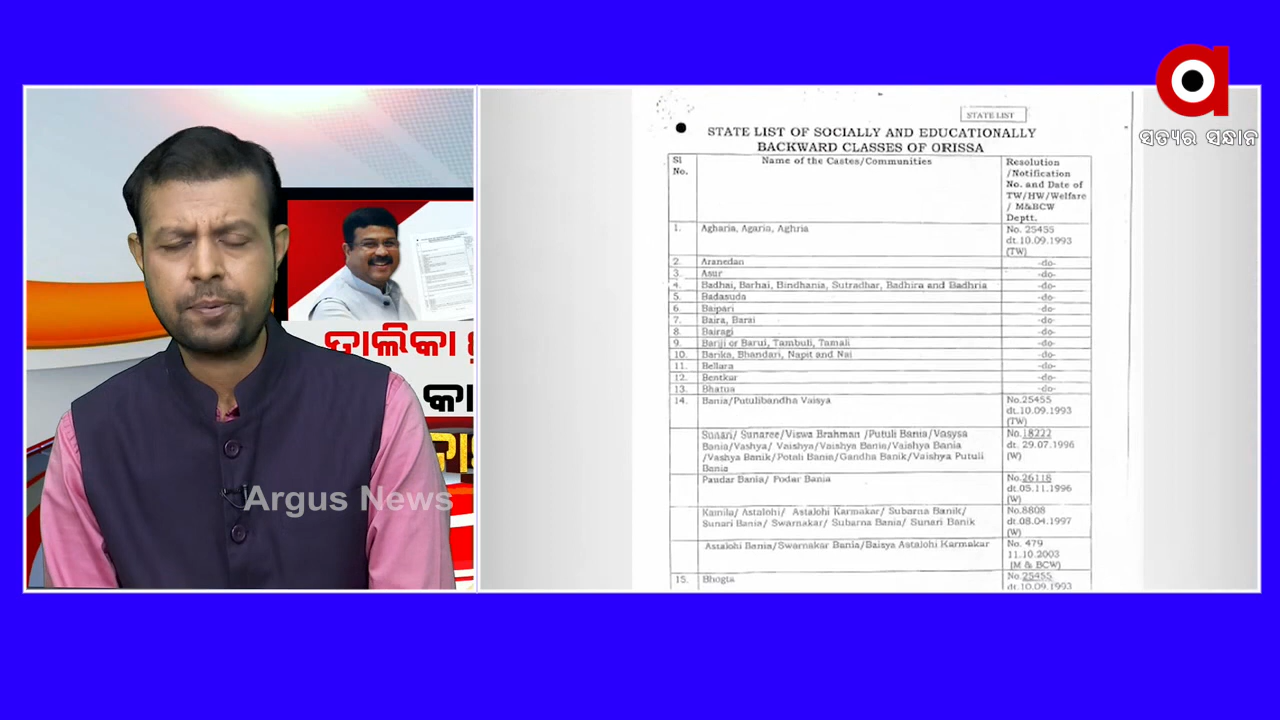 ସତ୍ୟର ସନ୍ଧାନ
ତାଲିକା
କା
Argus News
STATE LIST
STATE LIST OF SOCIALLY AND EDUCATIONALLY
BACKWARD CLASSES OF ORISSA
Sl No. Name of the Castes/Communities Resolution /Notification No. and Date of TW/HW/Welfare / M&BCW Deptt.
1. Agharia, Agaria, Aghria No. 25455 dt.10.09.1993 (TW)
2. Aranedan -do-
3. Asur -do-
4. Badhai, Barhai, Bindhania, Sutradhar, Badhira and Badhria -do-
5. Badasuda -do-
6. Baipari -do-
7. Baira, Barai -do-
8. Bairagi -do-
9. Bariji or Barui, Tambuli, Tamali -do-
10. Barika, Bhandari, Napit and Nai -do-
11. Bellara -do-
12. Bentkur -do-
13. Bhatua -do-
14. Bania/Putulibandha Vaisya No.25455 dt.10.09.1993 (TW)
Sunari/ Sunaree/Viswa Brahman /Putuli Bania/Vasysa No.18222
Bania/Vashya/ Vaishya/Vaishya Bania/Vaishya Bania dt. 29.07.1996
/Vashya Banik/Potali Bania/Gandha Banik/Vaishya Putuli (W)
Bania
Paudar Bania/ Podar Bania No.26118 dt.05.11.1996 (W)
Kamila/ Astalohi/ Astalohi Karmakar/ Subarna Banik/ No.8808
Sunari Bania/ Swarnakar/ Subarna Bania/ Sunari Banik dt.08.04.1997
(W)
Astalohi Bania/Swarnakar Bania/Baisya Astalohi Karmakar No. 479 11.10.2003 (M & BCW)
15. Bhogta No.25455 dt.10.09.1993